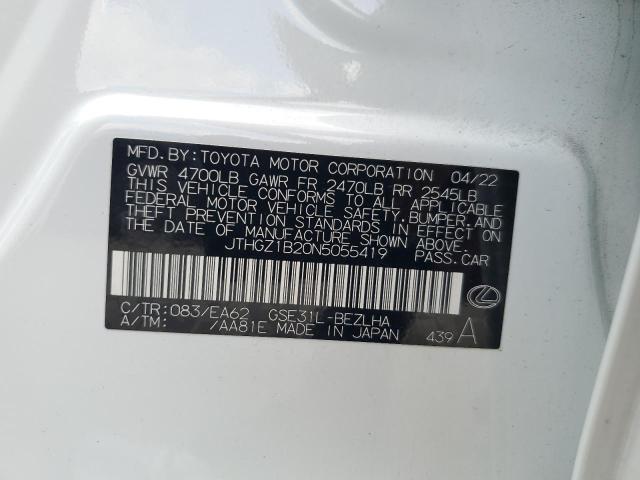 MFD. BY: TOYOTA MOTOR CORPORATION 04/22
GVWR 4700LB GAWR FR 2470LB RR 2545LB
THIS VEHICLE CONFORMS TO ALL APPLICABLE
FEDERAL MOTOR VEHICLE SAFETY, BUMPER, AND
THEFT PREVENTION STANDARDS IN EFFECT ON
THE DATE OF MANUFACTURE SHOWN ABOVE.
JTHGZ1B20N5055419 PASS. CAR
C/TR: 083/EA62 GSE31L-BEZLHA
A/TM: /AA81E MADE IN JAPAN 439 A